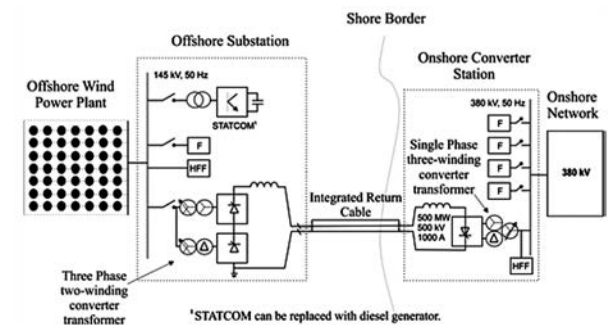 Shore Border
Offshore Substation
Onshore Converter
Station
Offshore Wind
Power Plant
145 kV, 50 Hz
STATCOM¹
F
HFF
380 kV, 50 Hz
Onshore
Network
F
F
F
F
380 kV
Single Phase
three-winding
converter
transformer
Integrated Return
Cable
500 MW
500 kV
1000 A
HFF
Three Phase
two-winding
converter
transformer
¹STATCOM can be replaced with diesel generator.